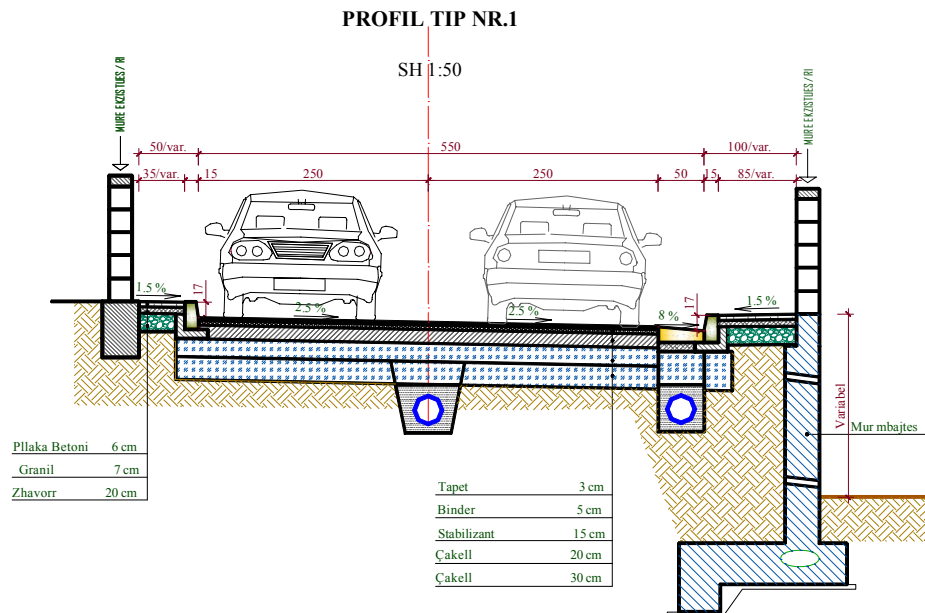 PROFIL TIP NR.1
SH 1:50
MURE EKZISTUES / RI
MURE EKZISTUES / RI
50/var.
550
100/var.
35/var.
15
250
250
50
15
85/var.
1.5 %
17
2.5 %
2.5 %
8 %
17
1.5 %
Variabel
Mur mbajtes
Pllaka Betoni 6 cm
Granil 7 cm
Zhavorr 20 cm
Tapet 3 cm
Binder 5 cm
Stabilizant 15 cm
Çakell 20 cm
Çakell 30 cm